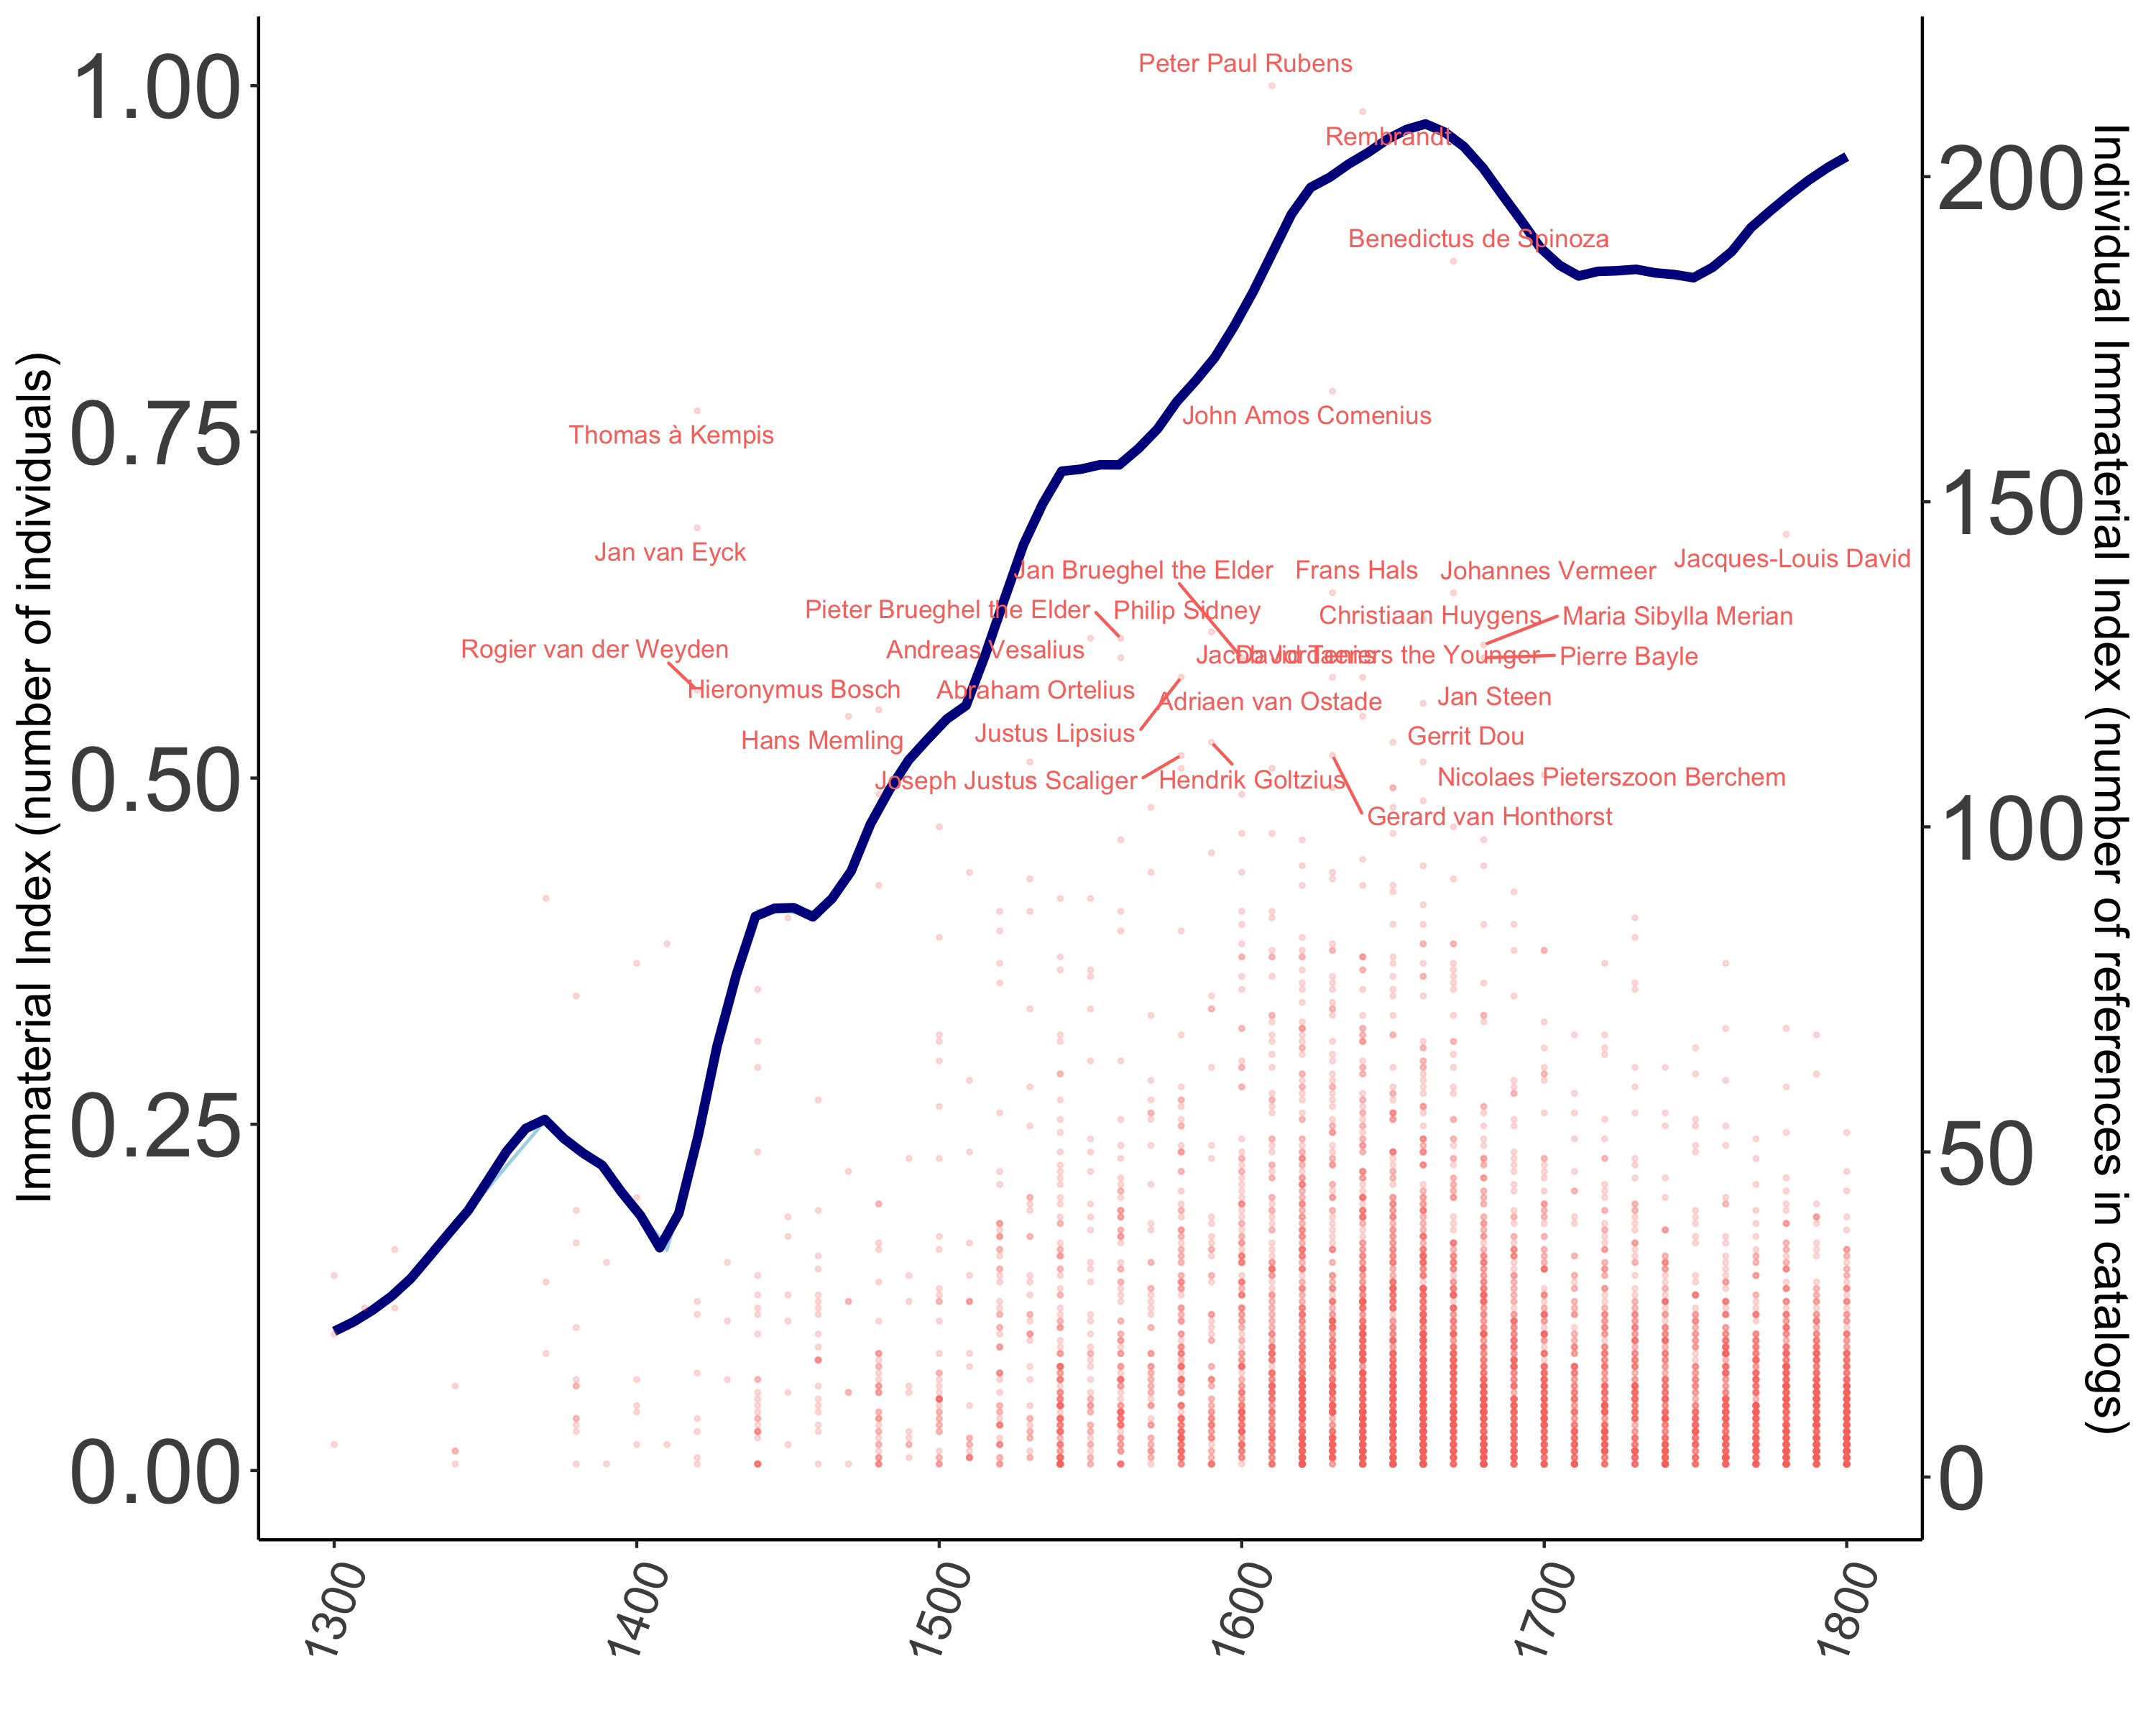 Peter Paul Rubens
Rembrandt
Benedictus de Spinoza
John Amos Comenius
Thomas à Kempis
Jan van Eyck
Jacques-Louis David
Jan Brueghel the Elder
Frans Hals
Johannes Vermeer
Pieter Brueghel the Elder
Philip Sidney
Christiaan Huygens
Maria Sibylla Merian
Rogier van der Weyden
Andreas Vesalius
Jacob Jordaens
David Teniers the Younger
Pierre Bayle
Hieronymus Bosch
Abraham Ortelius
Adriaen van Ostade
Jan Steen
Hans Memling
Justus Lipsius
Gerrit Dou
Joseph Justus Scaliger
Hendrik Goltzius
Nicolaes Pieterszoon Berchem
Gerard van Honthorst
Immaterial Index (number of individuals)
1.00
0.75
0.50
0.25
0.00
Individual Immaterial Index (number of references in catalogs)
200
150
100
50
0
1300
1400
1500
1600
1700
1800